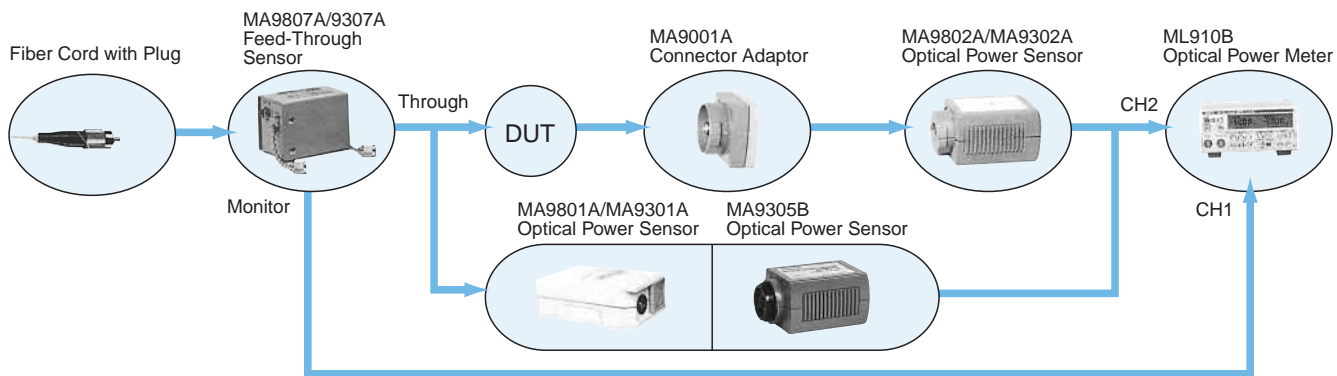 Fiber Cord with Plug
MA9807A/9307A
Feed-Through
Sensor
Through
Monitor
DUT
MA9001A
Connector Adaptor
MA9802A/MA9302A
Optical Power Sensor
CH2
ML910B
Optical Power Meter
CH1
MA9801A/MA9301A
Optical Power Sensor
MA9305B
Optical Power Sensor